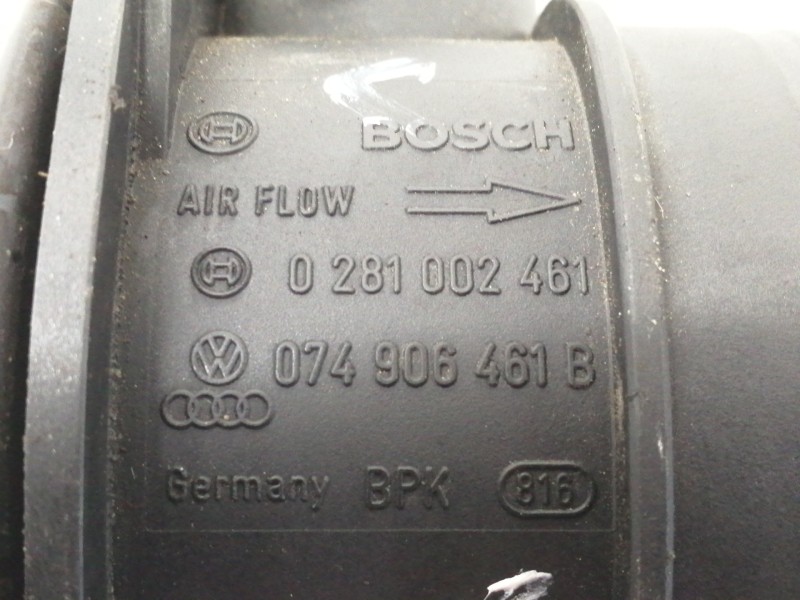 BOSCH
AIR FLOW
0 281 002 461
074 906 461 B
Germany BPK 816